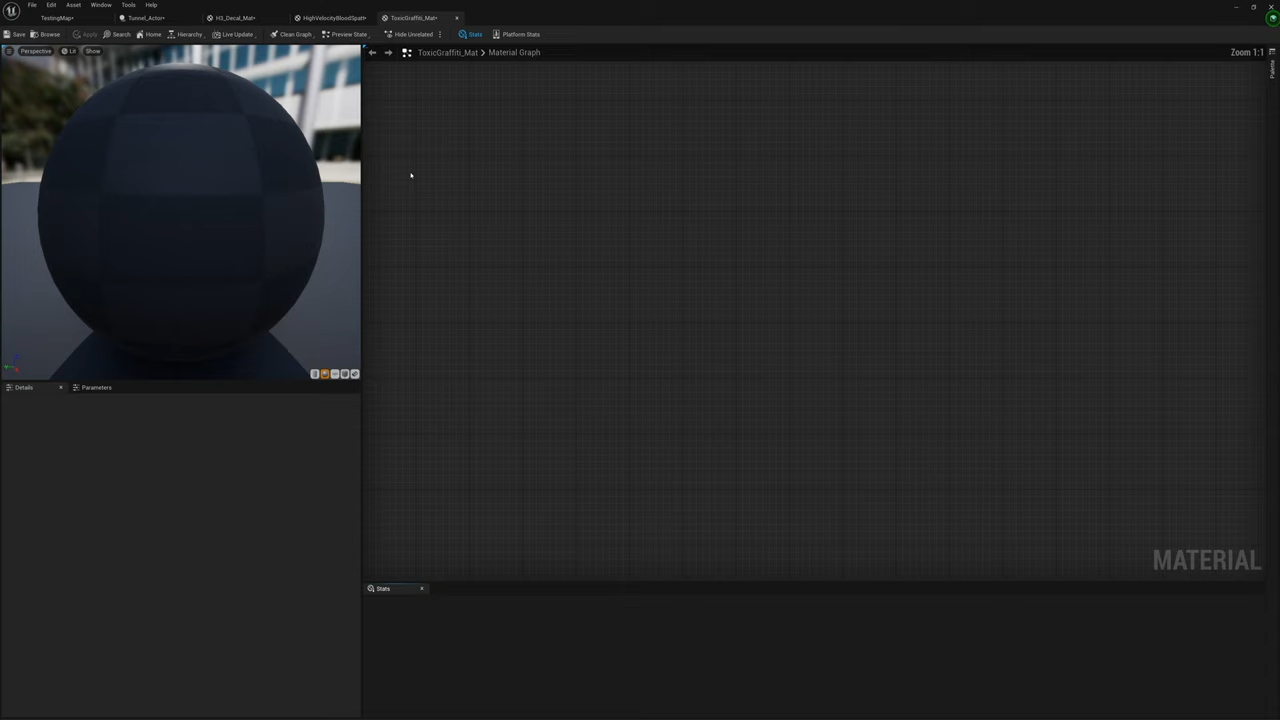 File Edit Window Asset Tools Help
TestingMap• Tunnel_Actor• H3_Decal_Mat• HighVelocityBloodSpatt• ToxicGraffiti_Mat•
Save Browse Apply Search Home Hierarchy Live Update Clean Graph Preview State Hide Unrelated Stats Platform Stats
Perspective Lit Show
ToxicGraffiti_Mat > Material Graph
Zoom 1:1
Palette
Details Parameters
MATERIAL
Stats